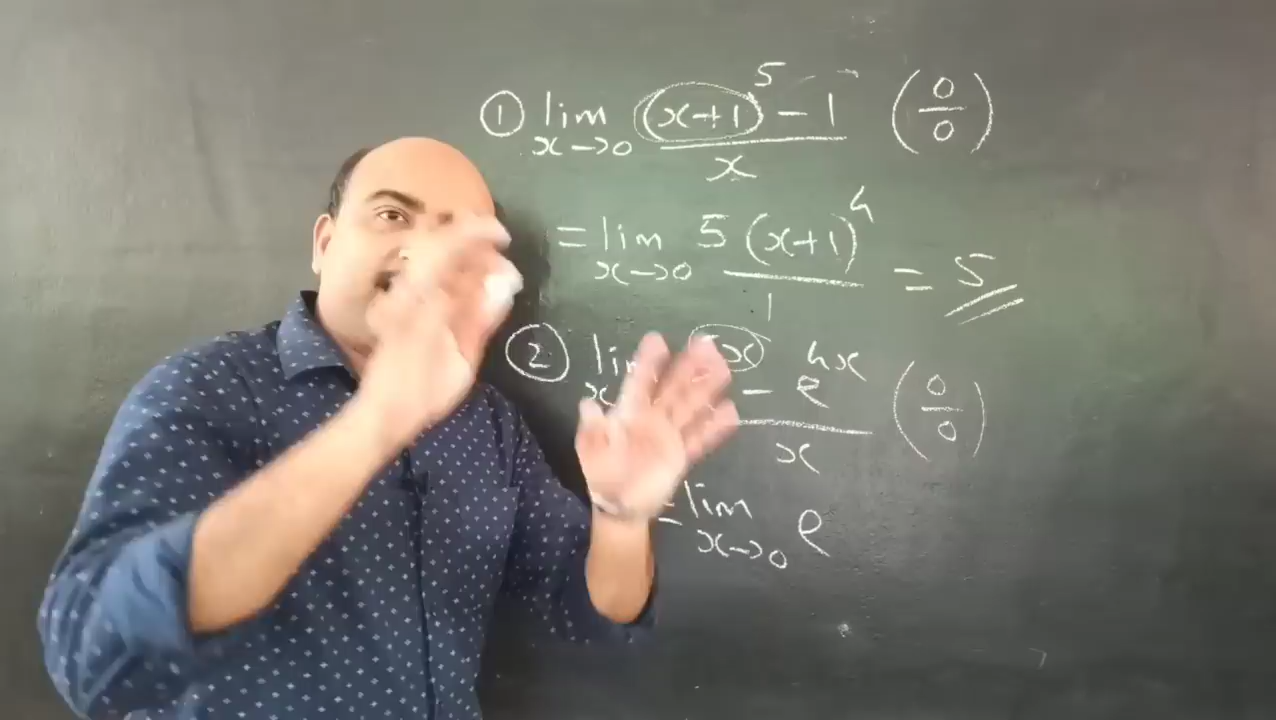 ① lim (x+1)^5 - 1 (0/0)
x→0 x
= lim 5 (x+1)^4
x→0 1 = 5
② lim x - e^4x (0/0)
x x
= lim e
x→0